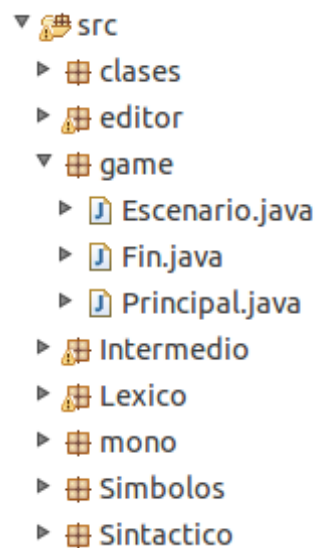 src
clases
editor
game
Escenario.java
Fin.java
Principal.java
Intermedio
Lexico
mono
Simbolos
Sintactico